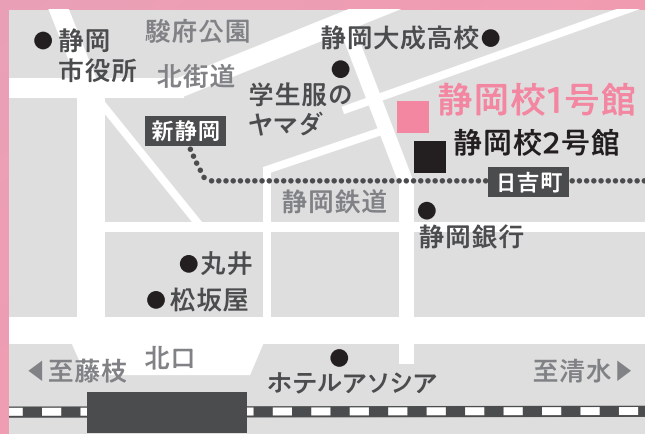 静岡
市役所
駿府公園
北街道
静岡大成高校
学生服の
ヤマダ
静岡校1号館
新静岡
静岡校2号館
日吉町
静岡鉄道
静岡銀行
丸井
松坂屋
至藤枝
北口
ホテルアソシア
至清水